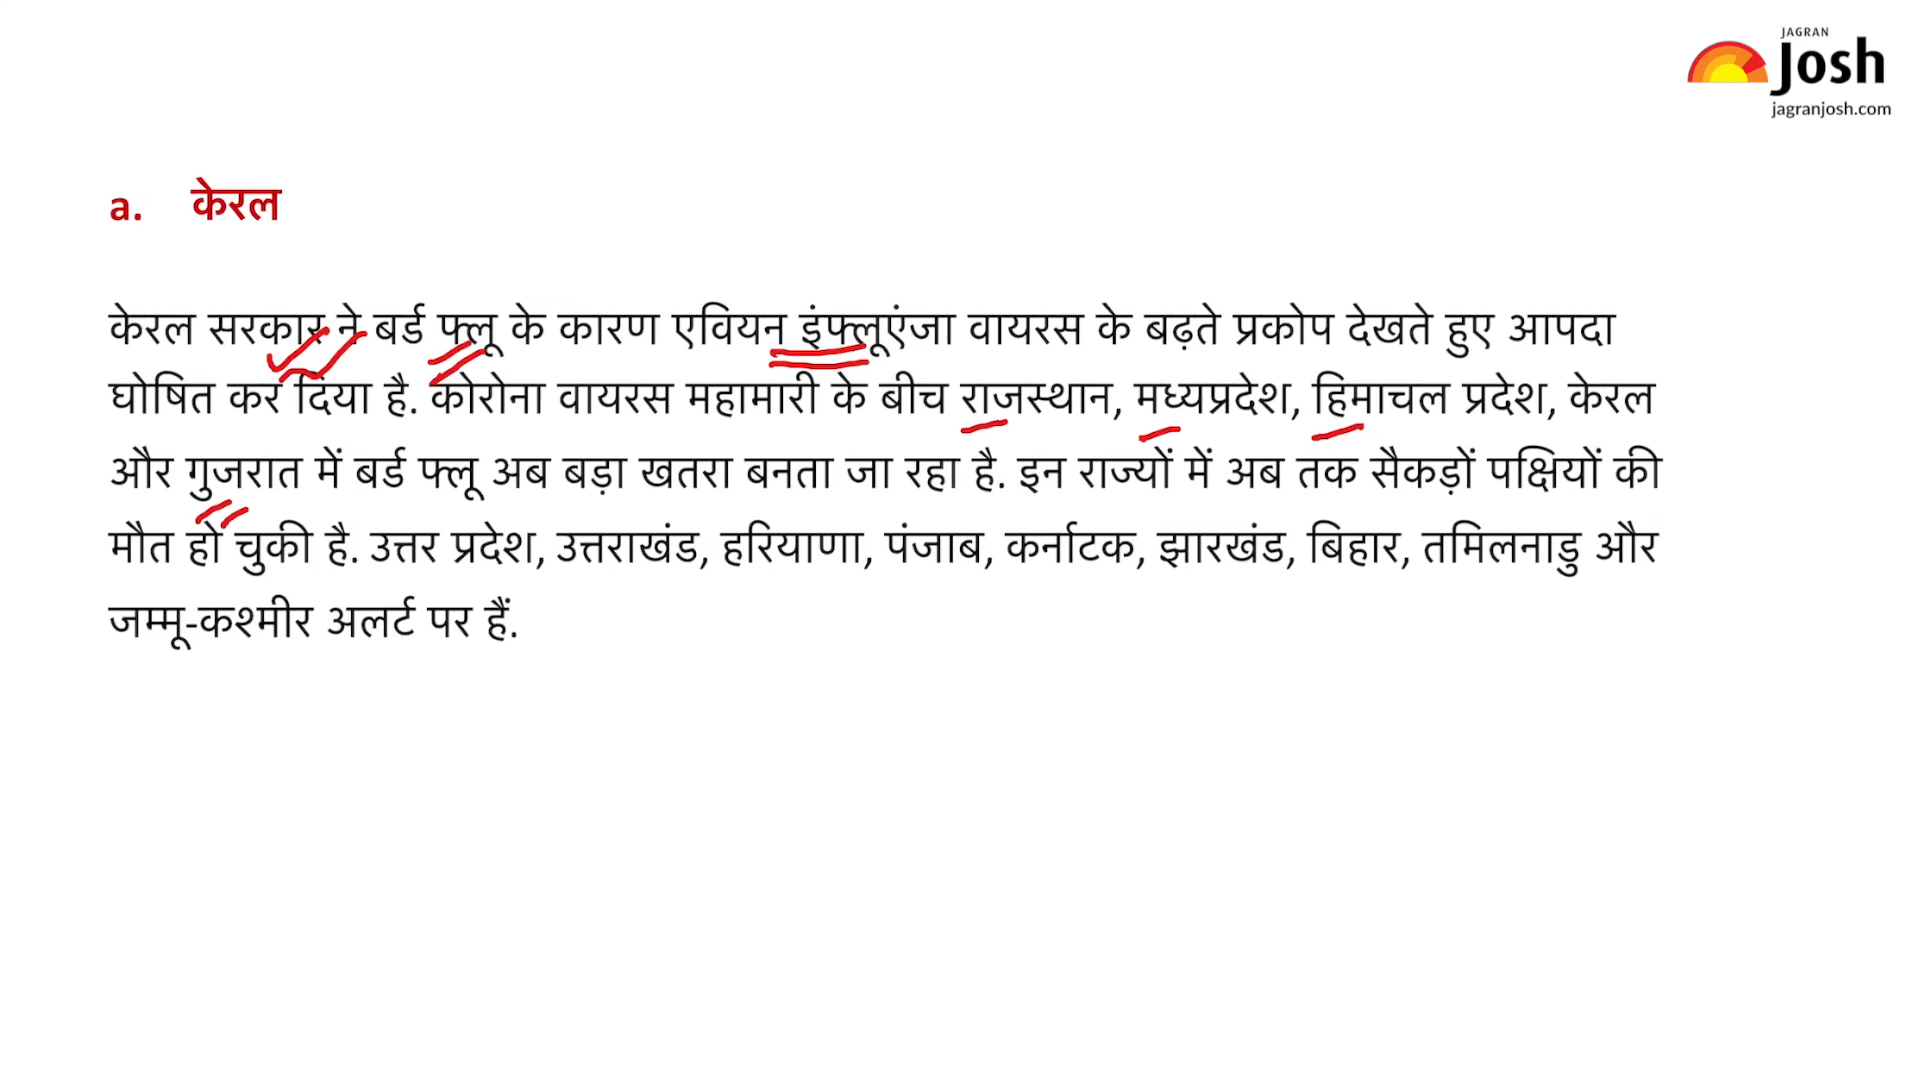 JAGRAN
Josh
jagranjosh.com
a. केरल
केरल सरकार ने बर्ड फ्लू के कारण एवियन इंफ्लूएंजा वायरस के बढ़ते प्रकोप देखते हुए आपदा
घोषित कर दिया है. कोरोना वायरस महामारी के बीच राजस्थान, मध्यप्रदेश, हिमाचल प्रदेश, केरल
और गुजरात में बर्ड फ्लू अब बड़ा खतरा बनता जा रहा है. इन राज्यों में अब तक सैकड़ों पक्षियों की
मौत हो चुकी है. उत्तर प्रदेश, उत्तराखंड, हरियाणा, पंजाब, कर्नाटक, झारखंड, बिहार, तमिलनाडु और
जम्मू-कश्मीर अलर्ट पर हैं.